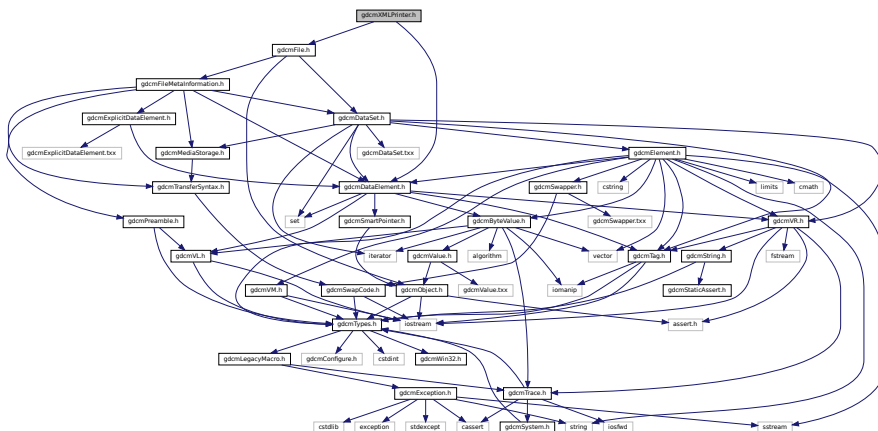 gdcmXMLPrinter.h
gdcmFile.h
gdcmFileMetaInformation.h
gdcmExplicitDataElement.h
gdcmDataSet.h
gdcmExplicitDataElement.txx
gdcmMediaStorage.h
gdcmDataSet.txx
gdcmElement.h
gdcmTransferSyntax.h
gdcmDataElement.h
gdcmSwapper.h
cstring
limits
cmath
gdcmPreamble.h
set
gdcmSmartPointer.h
gdcmByteValue.h
gdcmSwapper.txx
gdcmVR.h
gdcmVL.h
iterator
gdcmValue.h
algorithm
vector
gdcmTag.h
gdcmString.h
fstream
gdcmVM.h
gdcmSwapCode.h
gdcmObject.h
gdcmValue.txx
iomanip
gdcmStaticAssert.h
gdcmTypes.h
iostream
assert.h
gdcmLegacyMacro.h
gdcmConfigure.h
cstdint
gdcmWin32.h
gdcmException.h
gdcmTrace.h
cstdlib
exception
stdexcept
cassert
gdcmSystem.h
string
iosfwd
sstream